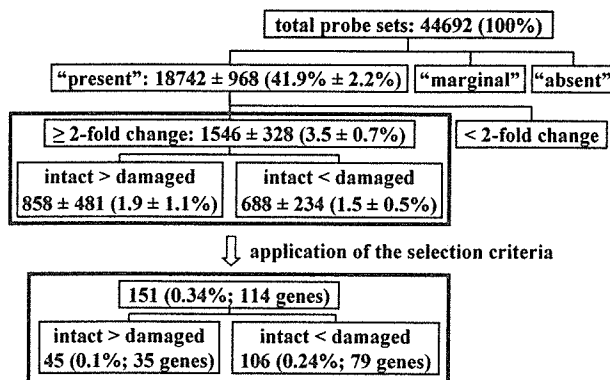 total probe sets: 44692 (100%)
“present”: 18742 ± 968 (41.9% ± 2.2%)
“marginal”
“absent”
≥ 2-fold change: 1546 ± 328 (3.5 ± 0.7%)
< 2-fold change
intact > damaged
858 ± 481 (1.9 ± 1.1%)
intact < damaged
688 ± 234 (1.5 ± 0.5%)
application of the selection criteria
151 (0.34%; 114 genes)
intact > damaged
45 (0.1%; 35 genes)
intact < damaged
106 (0.24%; 79 genes)